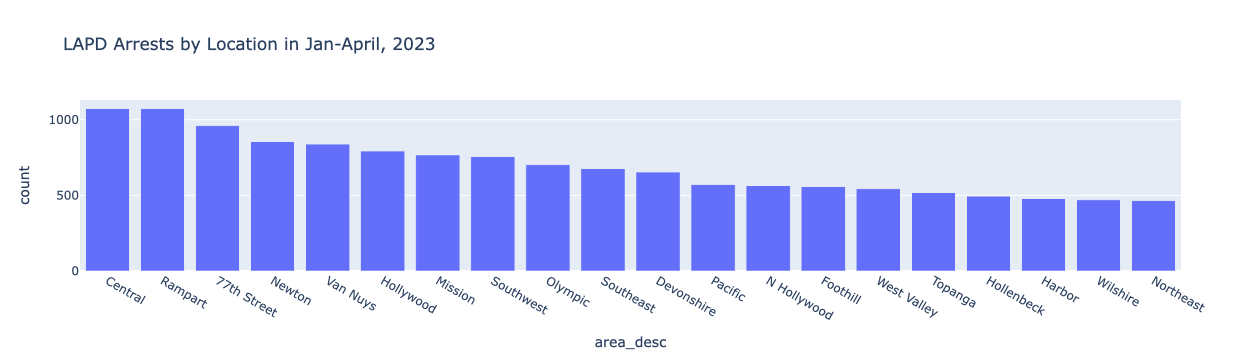 LAPD Arrests by Location in Jan-April, 2023
count
1000
500
0
Central
Rampart
77th Street
Newton
Van Nuys
Hollywood
Mission
Southwest
Olympic
Southeast
Devonshire
Pacific
N Hollywood
Foothill
West Valley
Topanga
Hollenbeck
Harbor
Wilshire
Northeast
area_desc